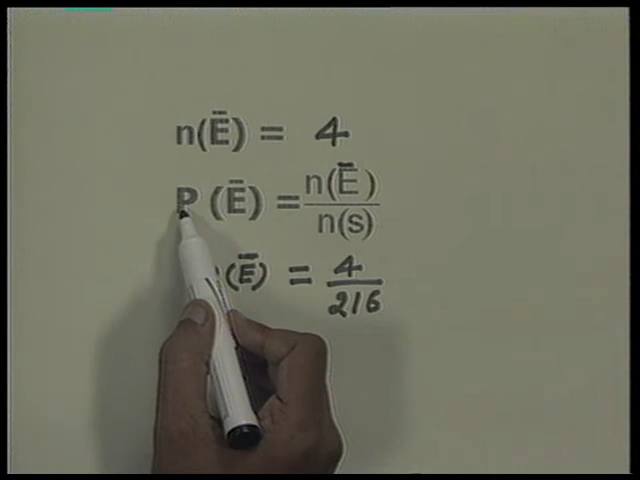 n(Ē) = 4
P (Ē) = n(Ē) / n(s)
(Ē) = 4 / 216